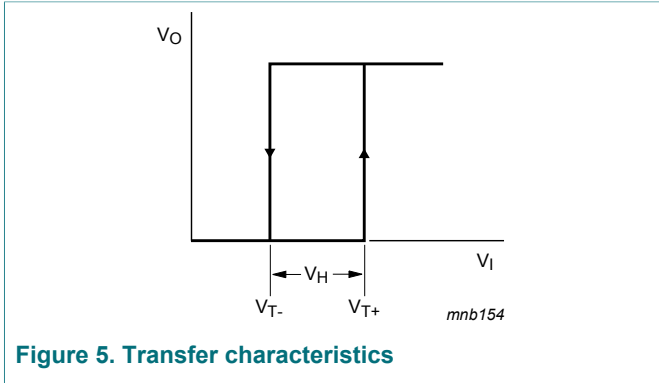 VO
VI
VH
VT-
VT+
mnb154
Figure 5. Transfer characteristics